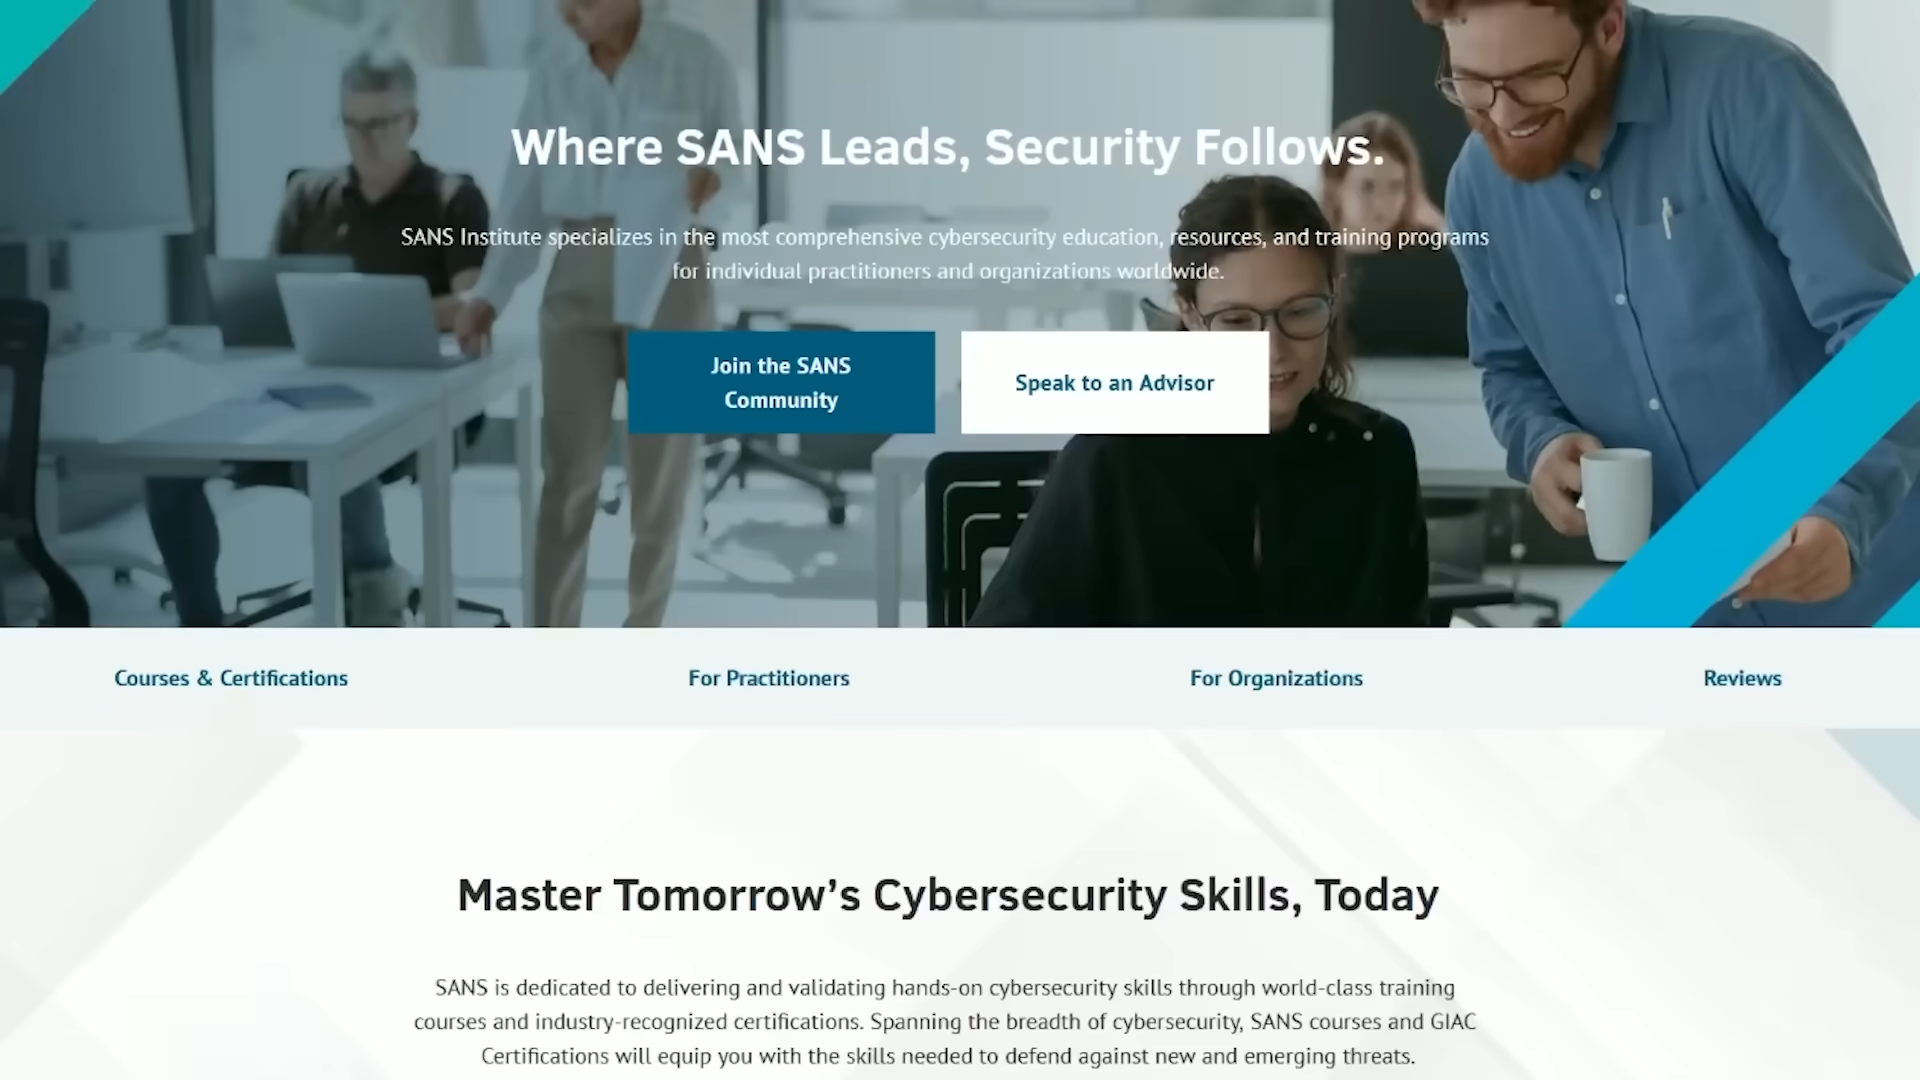 Where SANS Leads, Security Follows.
SANS Institute specializes in the most comprehensive cybersecurity education, resources, and training programs
for individual practitioners and organizations worldwide.
Join the SANS
Community
Speak to an Advisor
Courses & Certifications
For Practitioners
For Organizations
Reviews
Master Tomorrow’s Cybersecurity Skills, Today
SANS is dedicated to delivering and validating hands-on cybersecurity skills through world-class training
courses and industry-recognized certifications. Spanning the breadth of cybersecurity, SANS courses and GIAC
Certifications will equip you with the skills needed to defend against new and emerging threats.